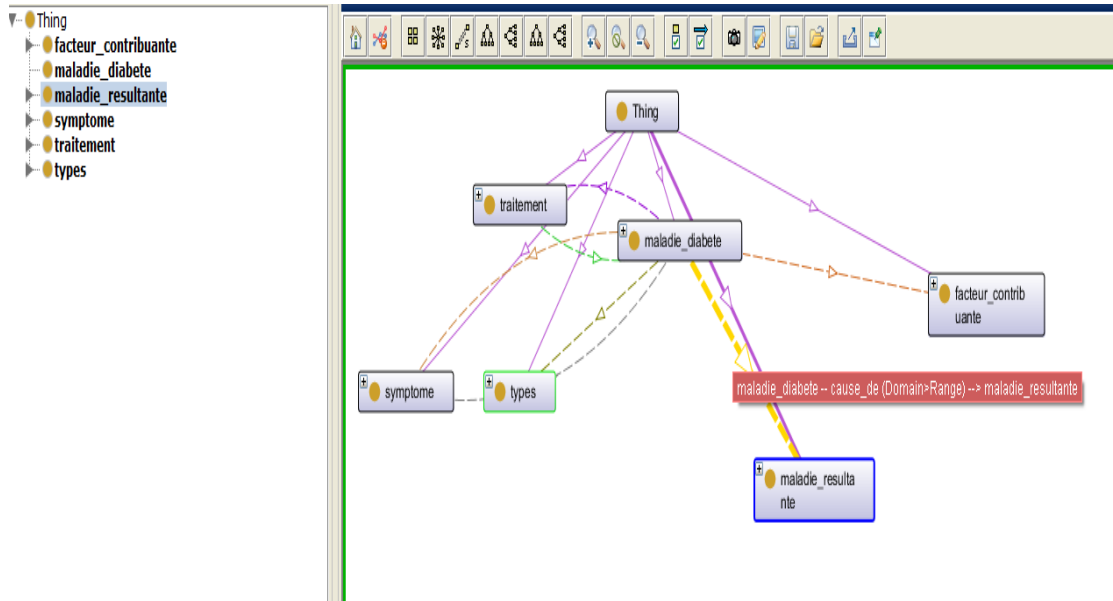 Thing
facteur_contribuante
maladie_diabete
maladie_resultante
symptome
traitement
types
Thing
traitement
maladie_diabete
facteur_contrib
uante
symptome
types
maladie_diabete -- cause_de (Domain>Range) --> maladie_resultante
maladie_resulta
nte